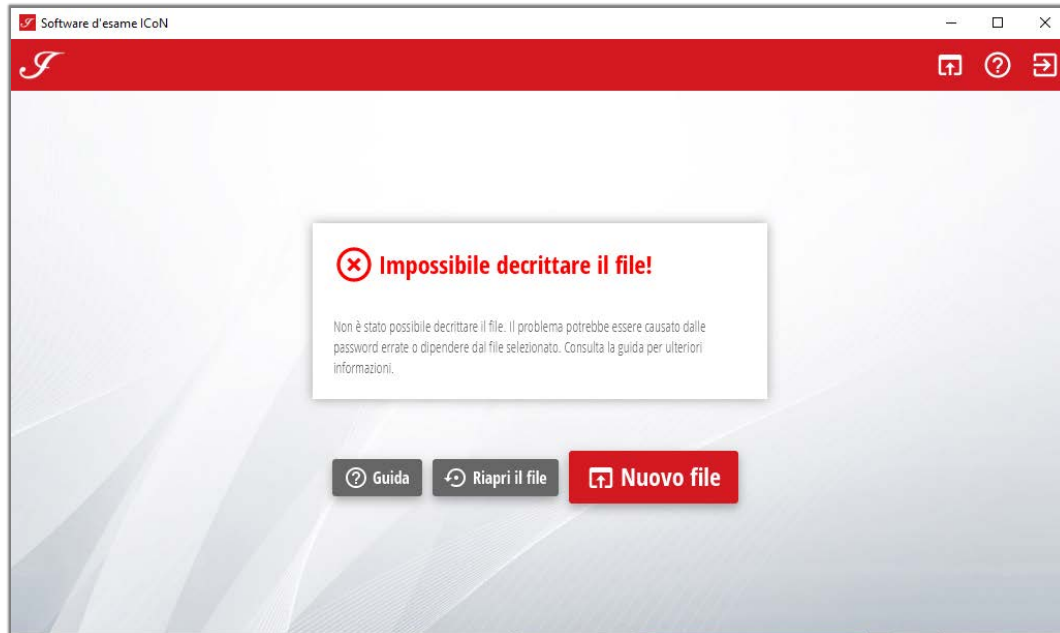 Software d'esame ICoN
Impossibile decrittare il file!
Non è stato possibile decrittare il file. Il problema potrebbe essere causato dalle
password errate o dipendere dal file selezionato. Consulta la guida per ulteriori
informazioni.
Guida Riapri il file Nuovo file